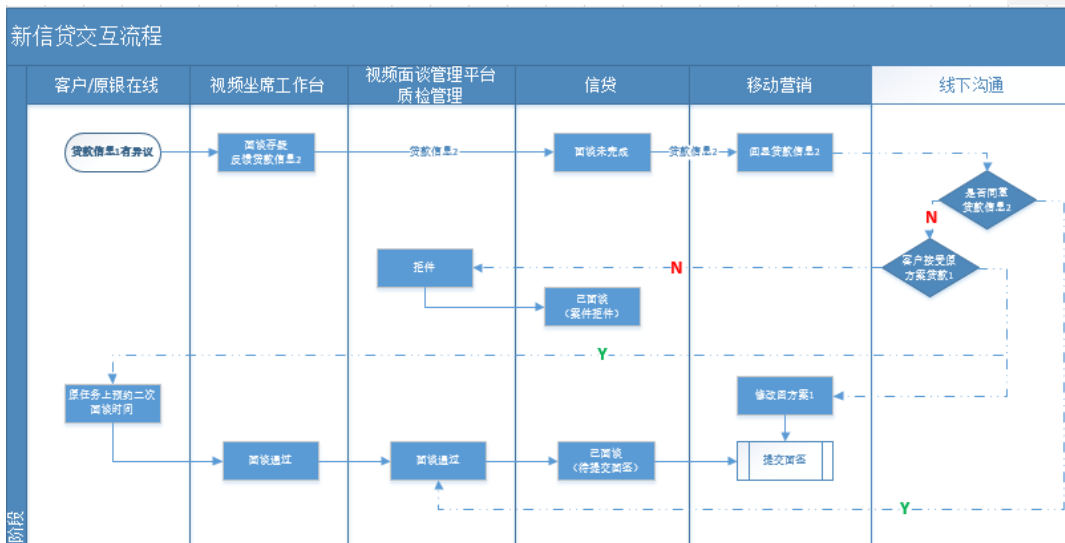 新信贷交互流程
客户/原银在线
视频坐席工作台
视频面谈管理平台
质检管理
信贷
移动营销
线下沟通
贷款信息1有异议
面谈存疑
反馈贷款信息2
贷款信息2
面谈未完成
贷款信息2
回显贷款信息2
是否同意
贷款信息2
N
客户接受原
方案贷款1
拒件
N
已面谈
（案件拒件）
Y
原任务上预约二次
面谈时间
修改回方案1
面谈通过
面谈通过
已面谈
（待提交面签）
提交面签
Y
阶段